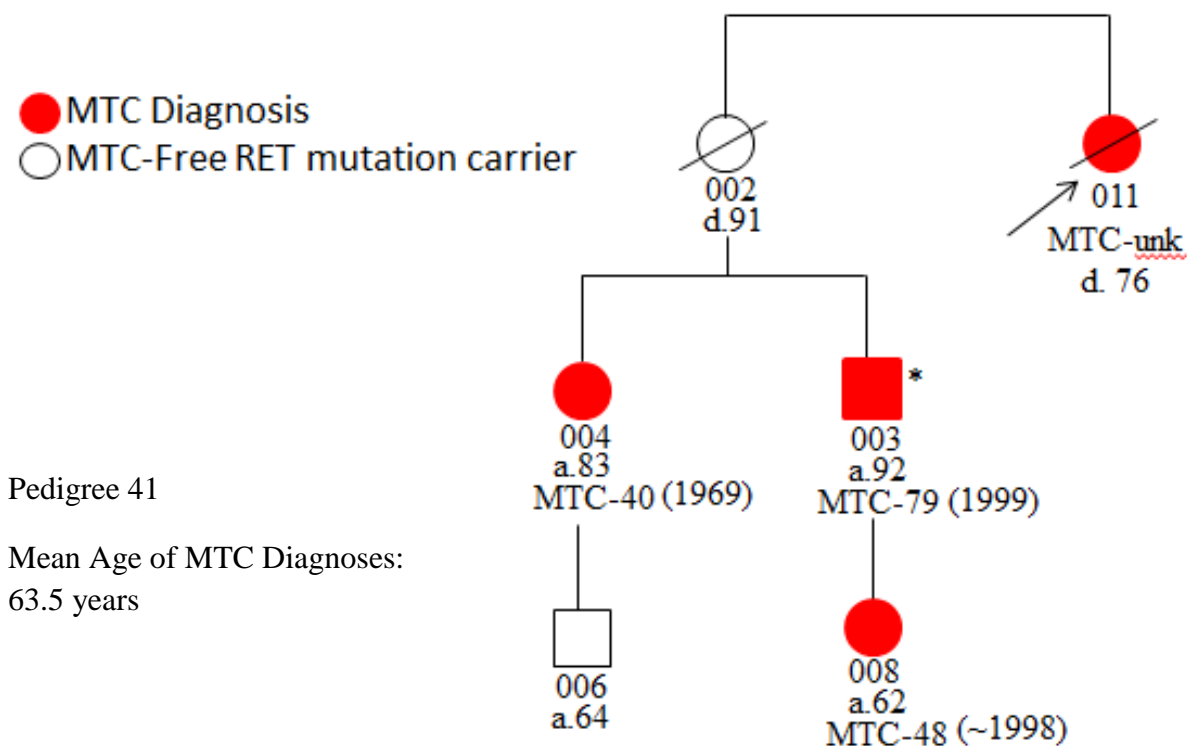 MTC Diagnosis
MTC-Free RET mutation carrier
002
d.91
011
MTC-unk
d. 76
*
004
a.83
MTC-40 (1969)
003
a.92
MTC-79 (1999)
Pedigree 41
Mean Age of MTC Diagnoses:
63.5 years
006
a.64
008
a.62
MTC-48 (~1998)